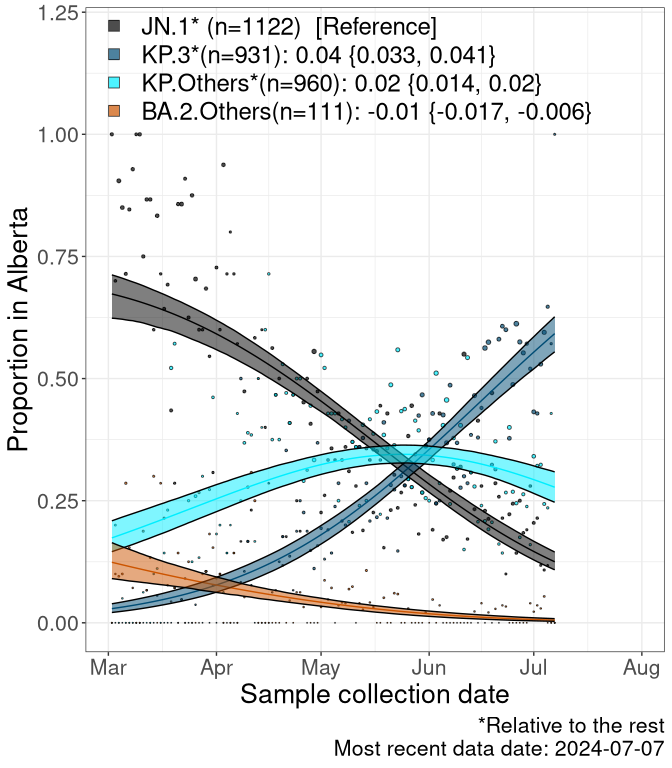 1.25
JN.1* (n=1122)  [Reference]
KP.3*(n=931): 0.04 {0.033, 0.041}
KP.Others*(n=960): 0.02 {0.014, 0.02}
BA.2.Others(n=111): -0.01 {-0.017, -0.006}
1.00
0.75
0.50
0.25
0.00
Proportion in Alberta
Mar Apr May Jun Jul Aug
Sample collection date
*Relative to the rest
Most recent data date: 2024-07-07